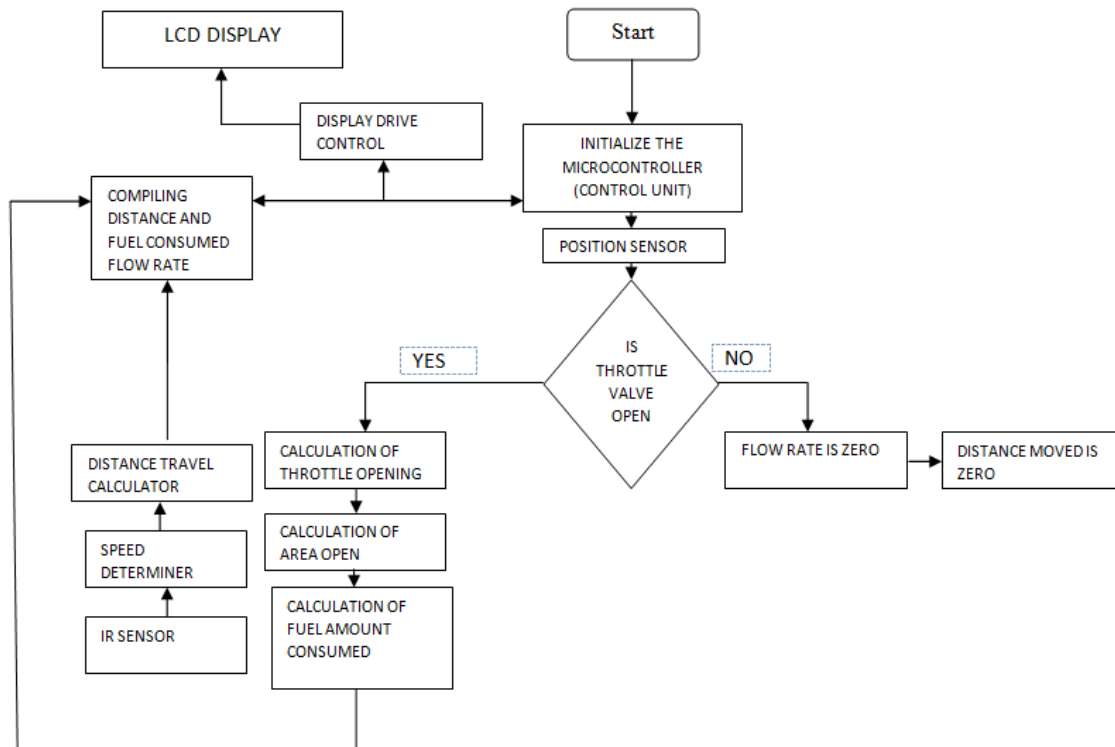 LCD DISPLAY
Start
DISPLAY DRIVE
CONTROL
INITIALIZE THE
MICROCONTROLLER
(CONTROL UNIT)
COMPILING
DISTANCE AND
FUEL CONSUMED
FLOW RATE
POSITION SENSOR
IS
THROTTLE
VALVE
OPEN
YES
NO
CALCULATION OF
THROTTLE OPENING
FLOW RATE IS ZERO
DISTANCE MOVED IS
ZERO
DISTANCE TRAVEL
CALCULATOR
CALCULATION OF
AREA OPEN
SPEED
DETERMINER
CALCULATION OF
FUEL AMOUNT
CONSUMED
IR SENSOR